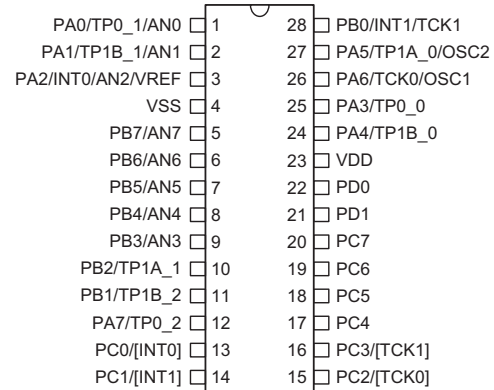 PA0/TP0_1/AN0 1 28 PB0/INT1/TCK1
PA1/TP1B_1/AN1 2 27 PA5/TP1A_0/OSC2
PA2/INT0/AN2/VREF 3 26 PA6/TCK0/OSC1
VSS 4 25 PA3/TP0_0
PB7/AN7 5 24 PA4/TP1B_0
PB6/AN6 6 23 VDD
PB5/AN5 7 22 PD0
PB4/AN4 8 21 PD1
PB3/AN3 9 20 PC7
PB2/TP1A_1 10 19 PC6
PB1/TP1B_2 11 18 PC5
PA7/TP0_2 12 17 PC4
PC0/[INT0] 13 16 PC3/[TCK1]
PC1/[INT1] 14 15 PC2/[TCK0]